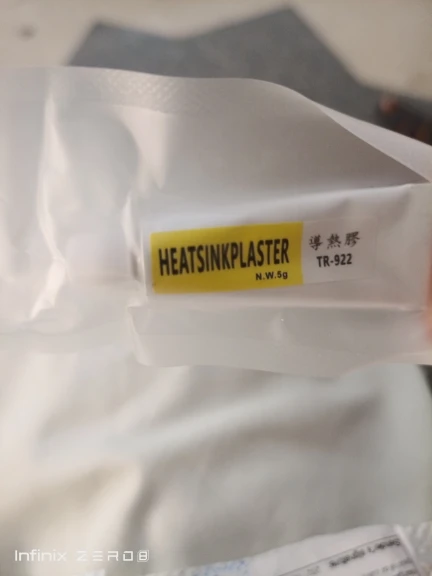 HEATSINKPLASTER
N.W.5g
導熱膠
TR-922
Infinix ZERO8